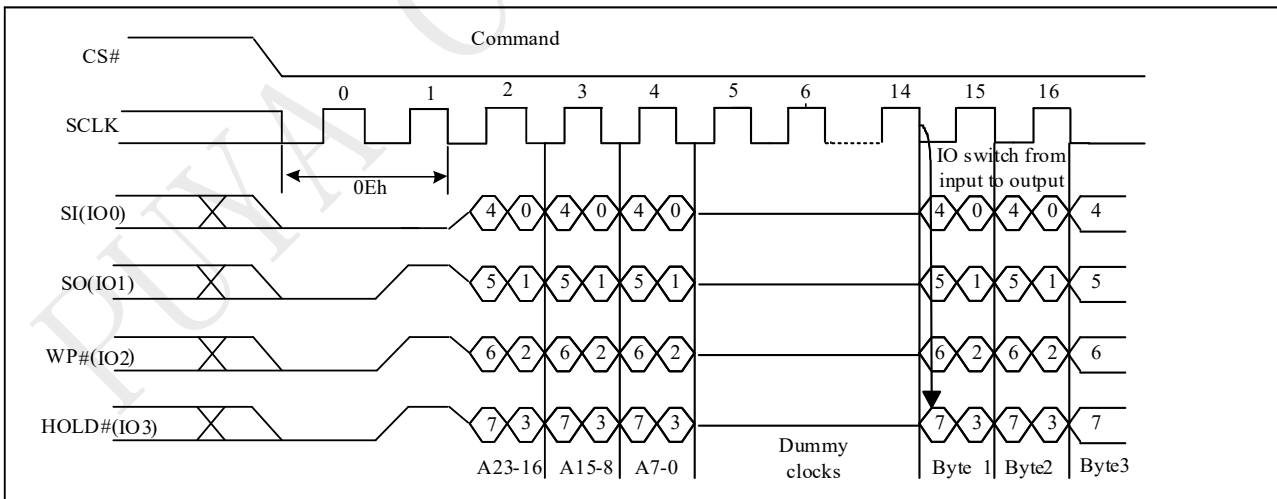 PUYA
Command
CS#
0 1 2 3 4 5 6 14 15 16
SCLK
IO switch from
input to output
0Eh
SI(IO0) 4 0 4 0 4 0 4 0 4 0 4
SO(IO1) 5 1 5 1 5 1 5 1 5 1 5
WP#(IO2) 6 2 6 2 6 2 6 2 6 2 6
HOLD#(IO3) 7 3 7 3 7 3 7 3 7 3 7
Dummy
clocks
A23-16 A15-8 A7-0 Byte 1 Byte2 Byte3